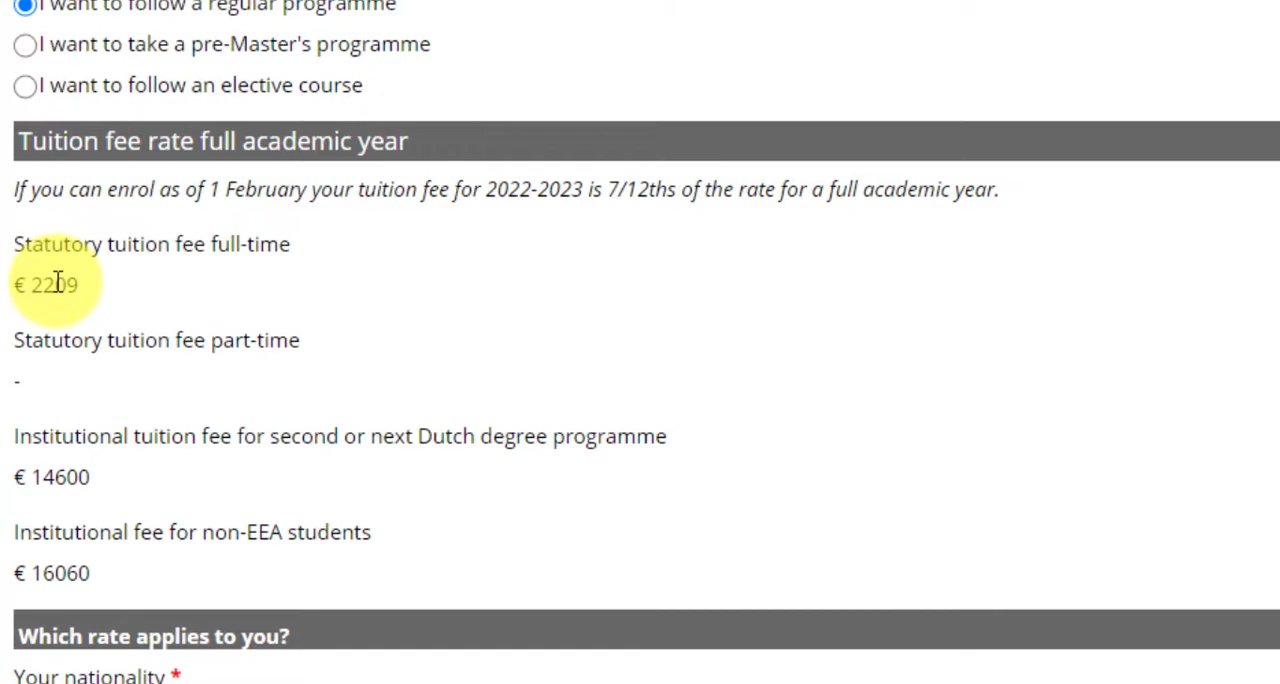 I want to follow a regular programme
I want to take a pre-Master's programme
I want to follow an elective course
Tuition fee rate full academic year
If you can enrol as of 1 February your tuition fee for 2022-2023 is 7/12ths of the rate for a full academic year.
Statutory tuition fee full-time
€ 2209
Statutory tuition fee part-time
-
Institutional tuition fee for second or next Dutch degree programme
€ 14600
Institutional fee for non-EEA students
€ 16060
Which rate applies to you?
Your nationality *